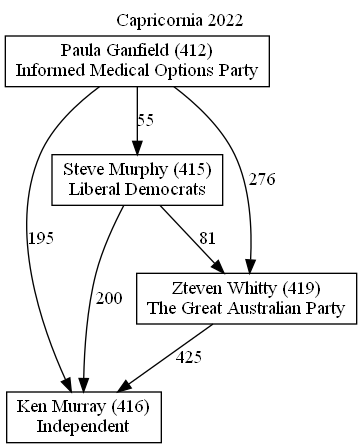 Capricornia 2022
Paula Ganfield (412)
Informed Medical Options Party
55
Steve Murphy (415)
Liberal Democrats
276
195
81
200
Zteven Whitty (419)
The Great Australian Party
425
Ken Murray (416)
Independent